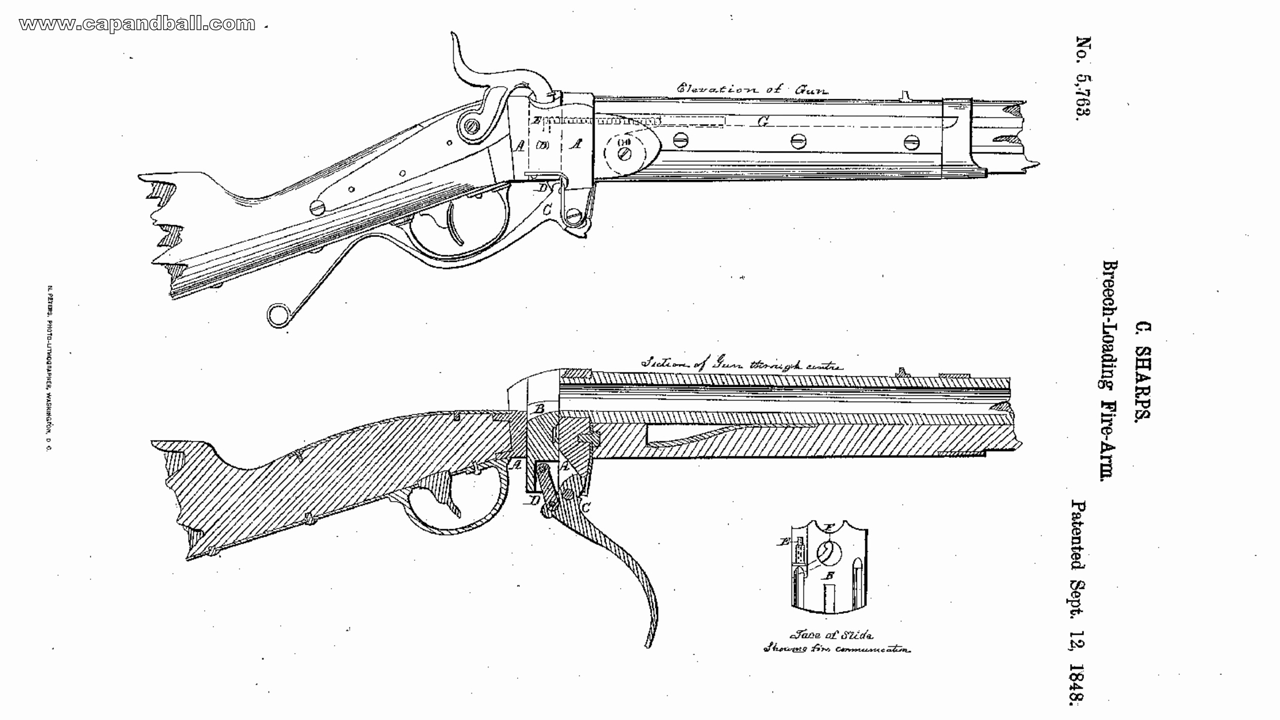 www.capandball.com
No. 5,763.
C. SHARPS.
Breech-Loading Fire-Arm.
Patented Sept. 12, 1848.
Elevation of Gun
E
G
A
B
A
D
C
Section of Gun through centre
B
A
A
D
C
F
E
B
Face of Slide
Showing fire communication
N. PETERS, PHOTO-LITHOGRAPHER, WASHINGTON, D. C.